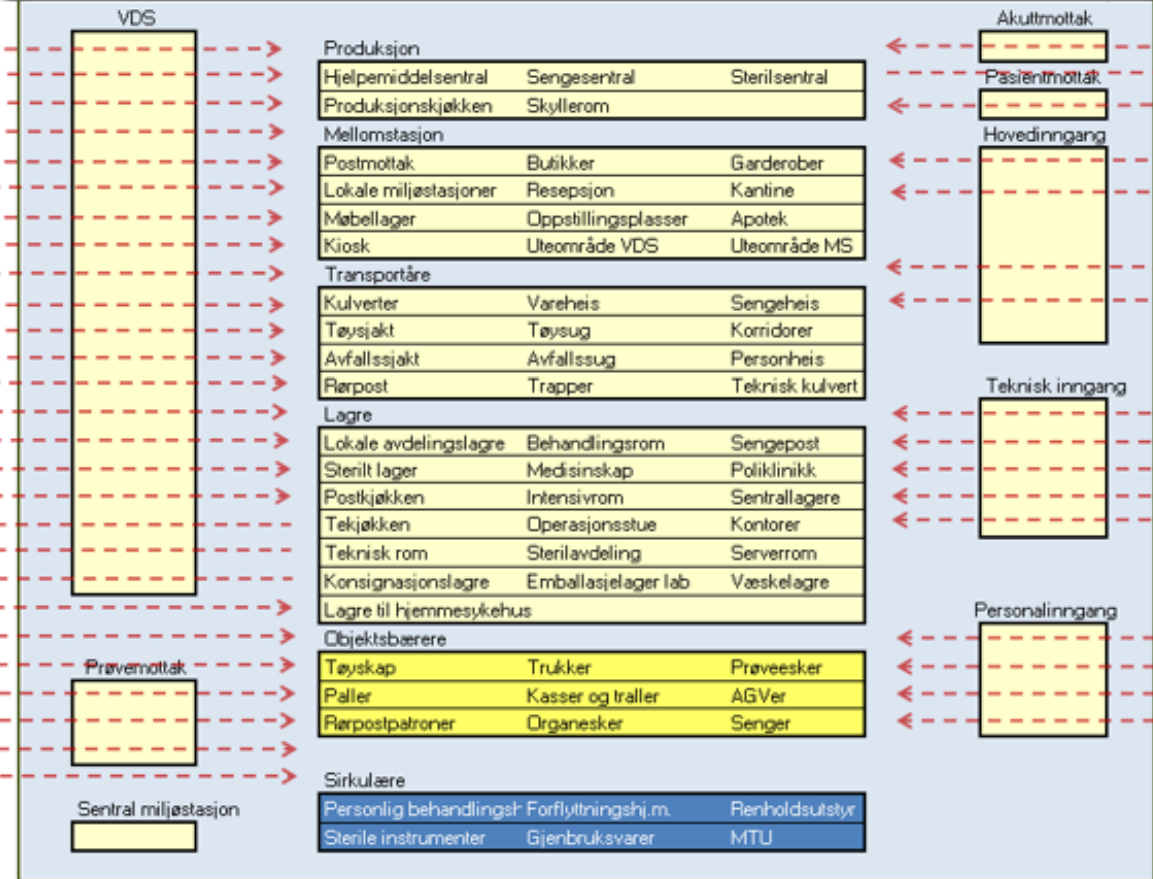 VDS
Akuttmottak
Produksjon
Hjelpemiddelsentral Sengesentral Sterilsentral
Pasientmottak
Produksjonskjøkken Skyllerom
Mellomstasjon
Hovedinngang
Postmottak Butikker Garderober
Lokale miljøstasjoner Resepsjon Kantine
Møbellager Oppstillingsplasser Apotek
Kiosk Uteområde VDS Uteområde MS
Transportåre
Kulverter Vareheis Sengeheis
Tøysjakt Tøysug Korridorer
Avfallssjakt Avfallssug Personheis
Rørpost Trapper Teknisk kulvert
Teknisk inngang
Lagre
Lokale avdelingslagre Behandlingsrom Sengepost
Sterilt lager Medisinskap Poliklinikk
Postkjøkken Intensivrom Sentrallagere
Tekjøkken Operasjonsstue Kontorer
Teknisk rom Sterilavdeling Serverrom
Konsignasjonslagre Emballasjelager lab Væskelagre
Lagre til hjemmesykehus
Personalinngang
Objektsbærere
Prøvemottak
Tøyskap Trukker Prøveesker
Paller Kasser og traller AGVer
Rørpostpatroner Organesker Senger
Sirkulære
Sentral miljøstasjon
Personlig behandlingsh Forflyttningshj.m. Renholdsutstyr
Sterile instrumenter Gjenbruksvarer MTU